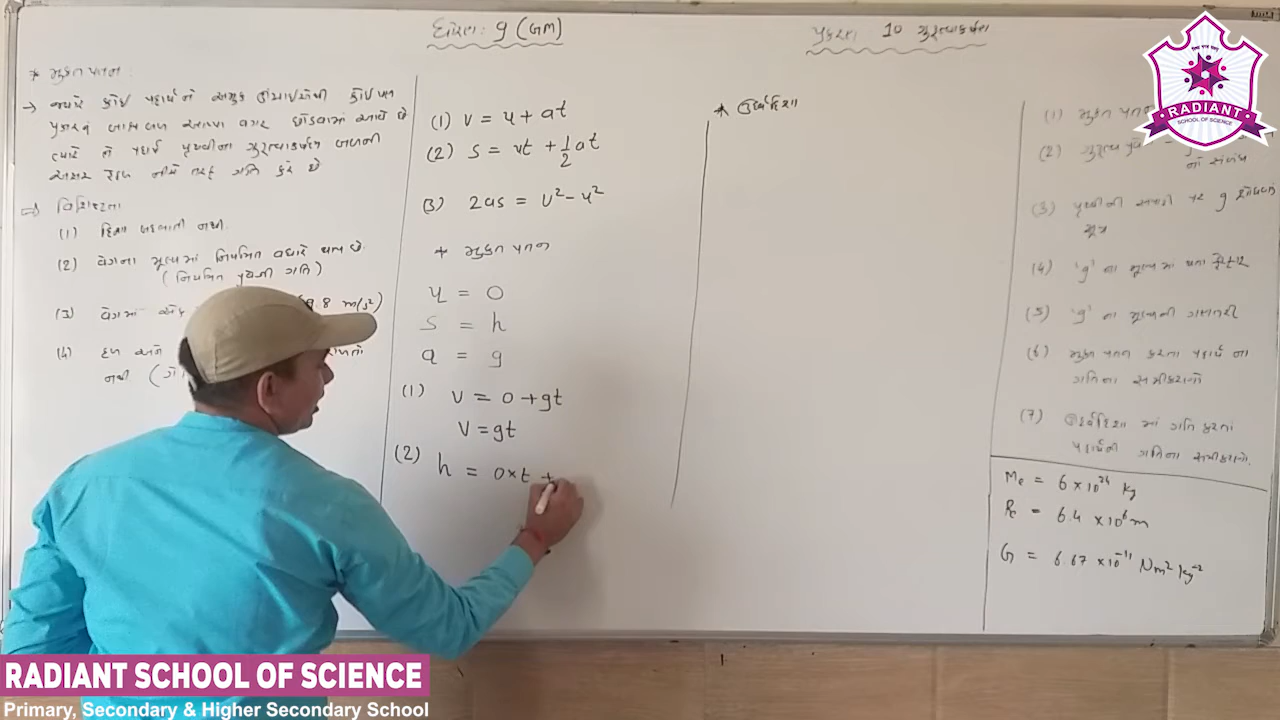 ધોરણ: 9 (GM)
પ્રકરણ 10 ગુરુત્વાકર્ષણ
* મુક્ત પતન :
→ જ્યારે કોઈ પદાર્થને અમુક ઊંચાઈએથી કોઈ પણ
પ્રકારનું બાહ્ય બળ આપ્યા વગર છોડવામાં આવે છે
ત્યારે તે પદાર્થ પૃથ્વીના ગુરુત્વાકર્ષણ બળની
અસર હેઠળ નીચે તરફ ગતિ કરે છે
⇒ વિશિષ્ટતા
(1) દિશા બદલાતી નથી.
(2) વેગના મૂલ્યમાં નિયમિત વધારો થાય છે.
(નિયમિત પ્રવેગી ગતિ)
(3) વેગમાં
9.8 m/s²)
(4)
નથી
(1) v = u + at
(2) s = ut + 1/2 at
(3) 2as = v² - u²
* મુક્ત પતન
u = 0
s = h
a = g
(1) v = 0 + gt
v = gt
(2) h = 0×t +
* ઊર્ધ્વદિશા
(1) મુક્ત પતન
(2)
નો સંબંધ
(3) પૃથ્વીની સપાટી પર g શોધવાનું
સૂત્ર
(4) 'g' ના મૂલ્યમાં થતા ફેરફાર
(5) 'g' ના મૂલ્યની ગણતરી
(6) મુક્ત પતન કરતા પદાર્થ ના
ગતિના સમીકરણો
(7) ઊર્ધ્વદિશા માં ગતિ કરતાં
પદાર્થની ગતિના સમીકરણો.
Me = 6 × 10²⁴ kg
Re = 6.4 × 10⁶ m
G = 6.67 × 10⁻¹¹ Nm² kg⁻²
RADIANT
SCHOOL OF SCIENCE
RADIANT SCHOOL OF SCIENCE
Primary, Secondary & Higher Secondary School